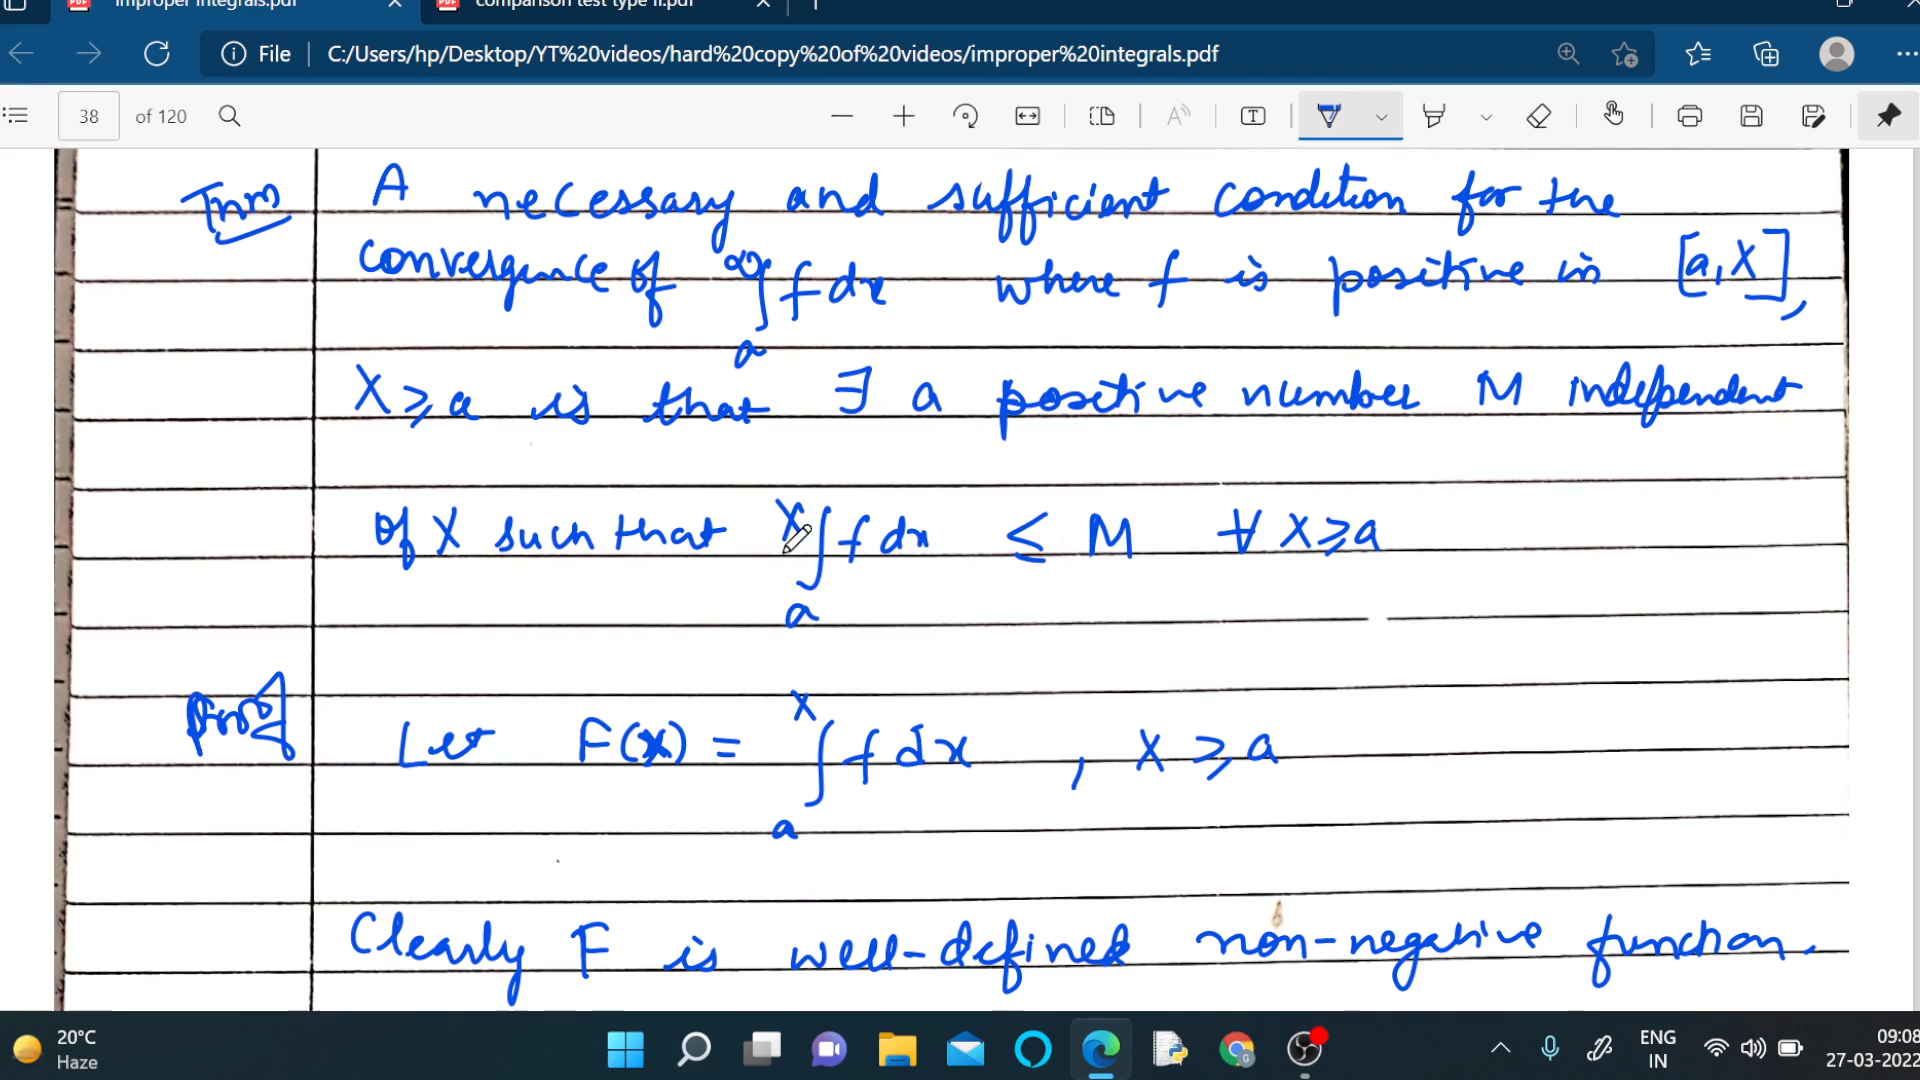 improper integrals.pdf
comparison test type II.pdf
File
C:/Users/hp/Desktop/YT%20videos/hard%20copy%20of%20videos/improper%20integrals.pdf
38 of 120
Thm A necessary and sufficient condition for the
convergence of ∫_a^∞ f dx where f is positive in [a, X],
X ≥ a is that ∃ a positive number M independent
of X such that ∫_a^X f dx ≤ M ∀ X ≥ a
Proof Let F(X) = ∫_a^X f dx , X ≥ a
Clearly F is well-defined non-negative function.
20°C
Haze
ENG
IN
09:08
27-03-2022